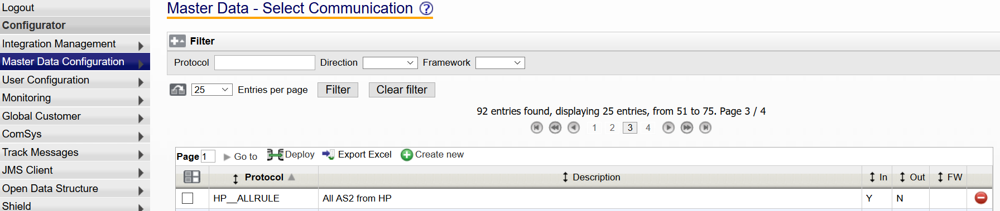 Logout
Configurator
Integration Management
Master Data Configuration
User Configuration
Monitoring
Global Customer
ComSys
Track Messages
JMS Client
Open Data Structure
Shield
Master Data - Select Communication ?
Filter
Protocol Direction Framework
25 Entries per page Filter Clear filter
92 entries found, displaying 25 entries, from 51 to 75. Page 3 / 4
1 2 3 4
Page 1 Go to Deploy Export Excel Create new
Protocol Description In Out FW
HP__ALLRULE All AS2 from HP Y N